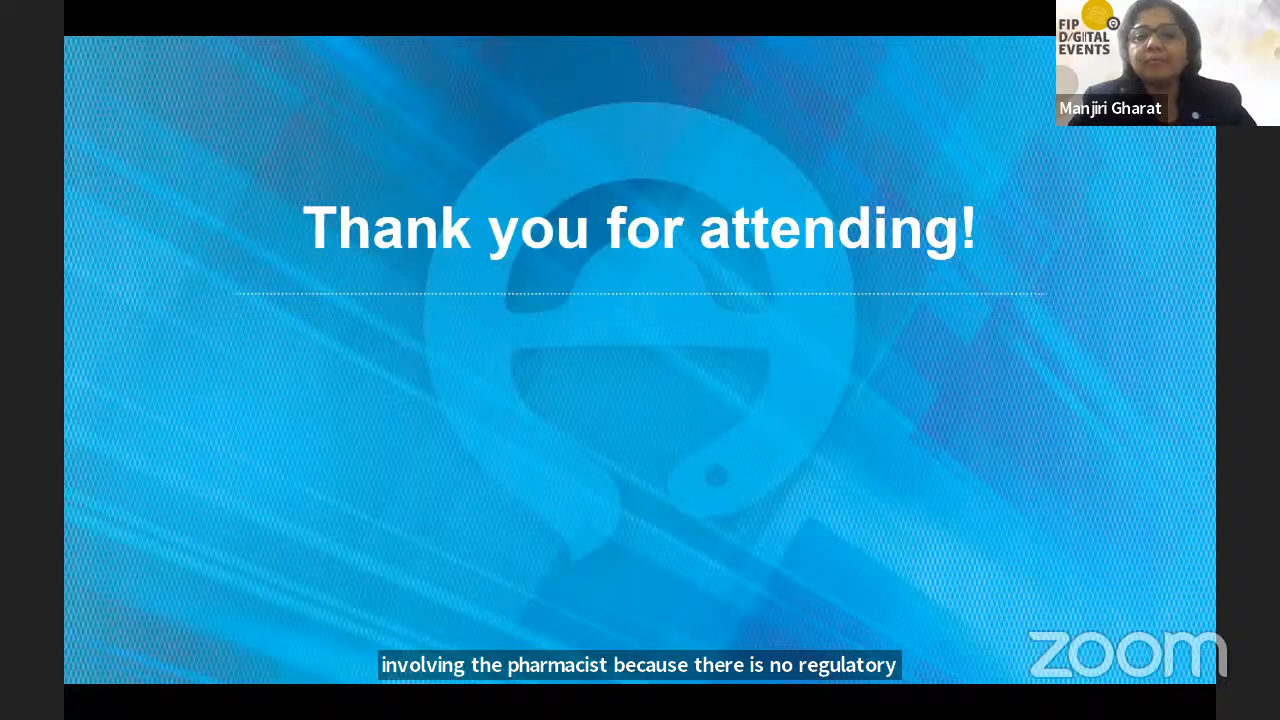 FIP
DIGITAL
EVENTS
Manjiri Gharat
Thank you for attending!
involving the pharmacist because there is no regulatory
zoom